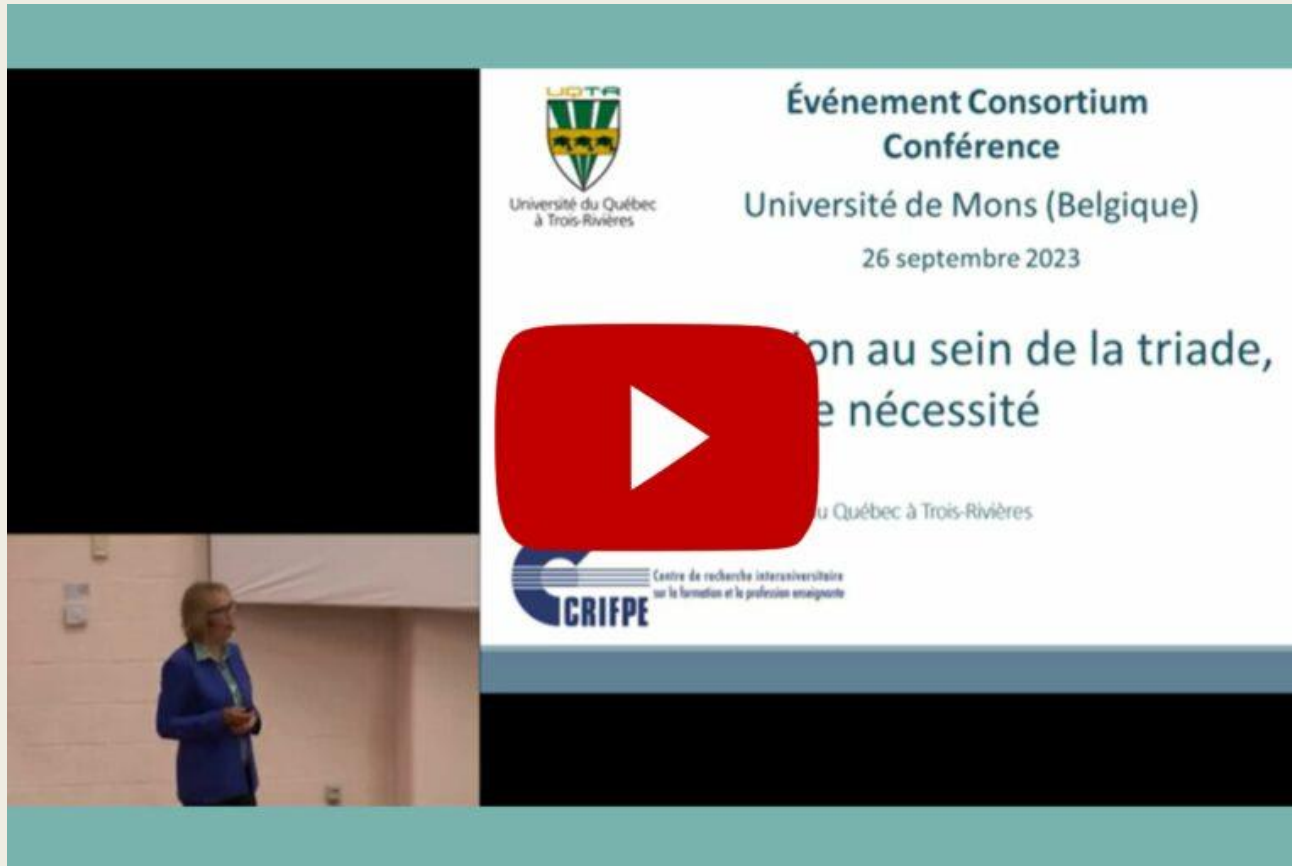 UQTR
Université du Québec
à Trois-Rivières
Événement Consortium
Conférence
Université de Mons (Belgique)
26 septembre 2023
on au sein de la triade,
e nécessité
u Québec à Trois-Rivières
Centre de recherche interuniversitaire
sur la formation et la profession enseignante
CRIFPE